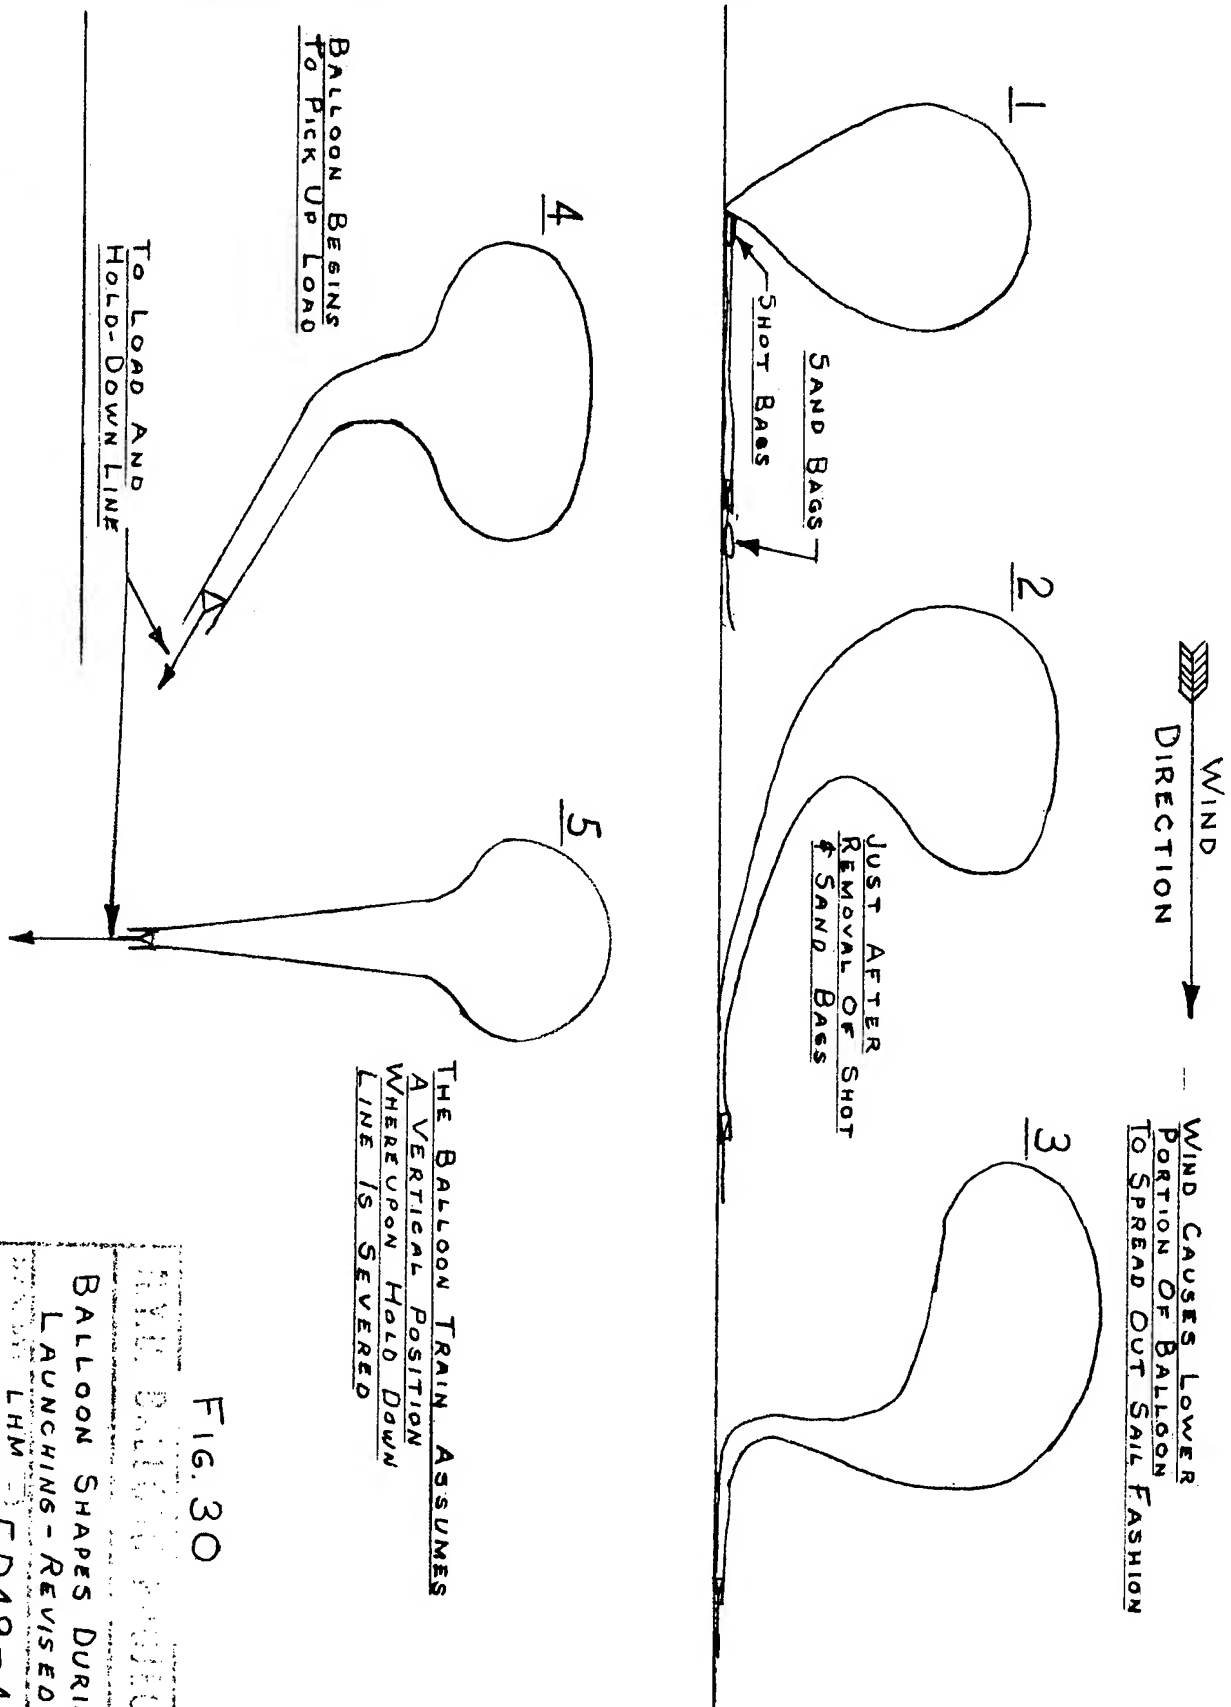 WIND
DIRECTION
1
SHOT BAGS
SAND BAGS
2
JUST AFTER
REMOVAL OF SHOT
& SAND BAGS
3
WIND CAUSES LOWER
PORTION OF BALLOON
TO SPREAD OUT SAIL FASHION
4
BALLOON BEGINS
TO PICK UP LOAD
TO LOAD AND
HOLD-DOWN LINE
5
THE BALLOON TRAIN ASSUMES
A VERTICAL POSITION
WHEREUPON HOLD DOWN
LINE IS SEVERED
FIG. 30
BALLOON SHAPES
LAUNCHING - REVISED
LHM